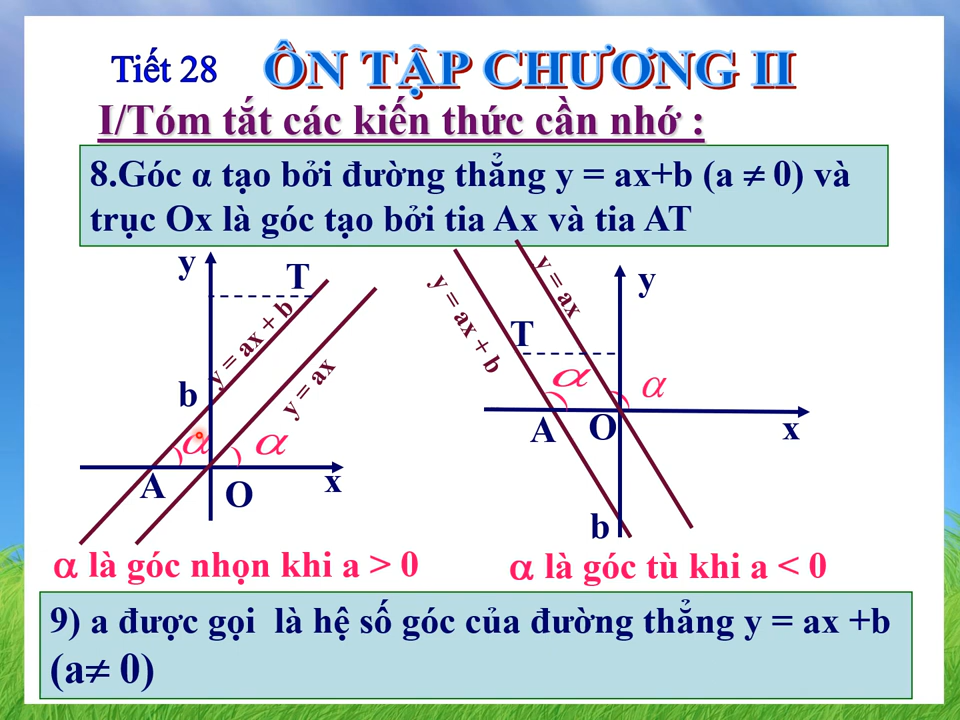 Tiết 28
ÔN TẬP CHƯƠNG II
I/Tóm tắt các kiến thức cần nhớ :
8.Góc α tạo bởi đường thẳng y = ax+b (a ≠ 0) và
trục Ox là góc tạo bởi tia Ax và tia AT
y
T
y = ax + b
y = ax
b
α
α
A
O
x
y = ax + b
y = ax
y
T
α
α
A
O
x
b
α là góc nhọn khi a > 0
α là góc tù khi a < 0
9) a được gọi là hệ số góc của đường thẳng y = ax +b
(a≠ 0)